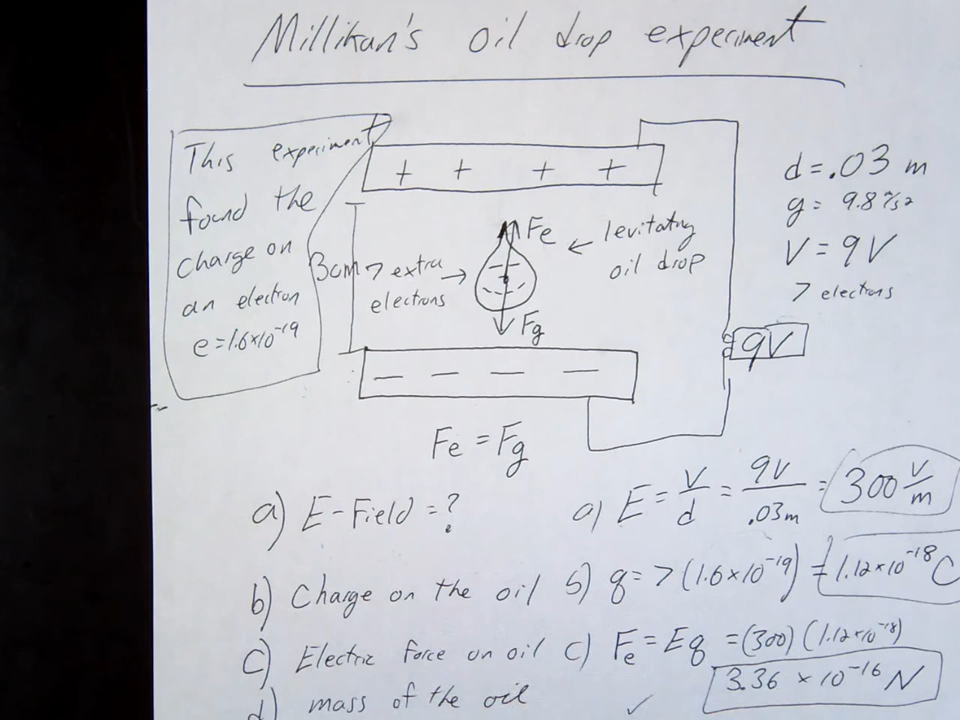 Millikan's oil drop experiment
This experiment
found the
charge on
an electron
e=1.6×10⁻¹⁹
+ + + +
3cm
7 extra
electrons
Fe
levitating
oil drop
Fg
− − − −
9V
d=.03 m
g= 9.8 m/s²
V=9V
7 electrons
Fe = Fg
a) E-Field = ?
a) E = V/d = 9V/.03m = 300 V/m
b) Charge on the oil
b) q=7(1.6×10⁻¹⁹) = 1.12×10⁻¹⁸ C
c) Electric Force on oil
c) Fe=Eq =(300)(1.12×10⁻¹⁸)
3.36 × 10⁻¹⁶ N
d) mass of the oil